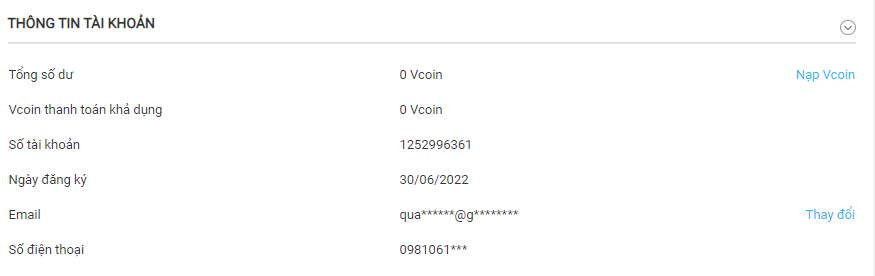 THÔNG TIN TÀI KHOẢN
Tổng số dư 0 Vcoin Nạp Vcoin
Vcoin thanh toán khả dụng 0 Vcoin
Số tài khoản 1252996361
Ngày đăng ký 30/06/2022
Email qua******@g******** Thay đổi
Số điện thoại 0981061***